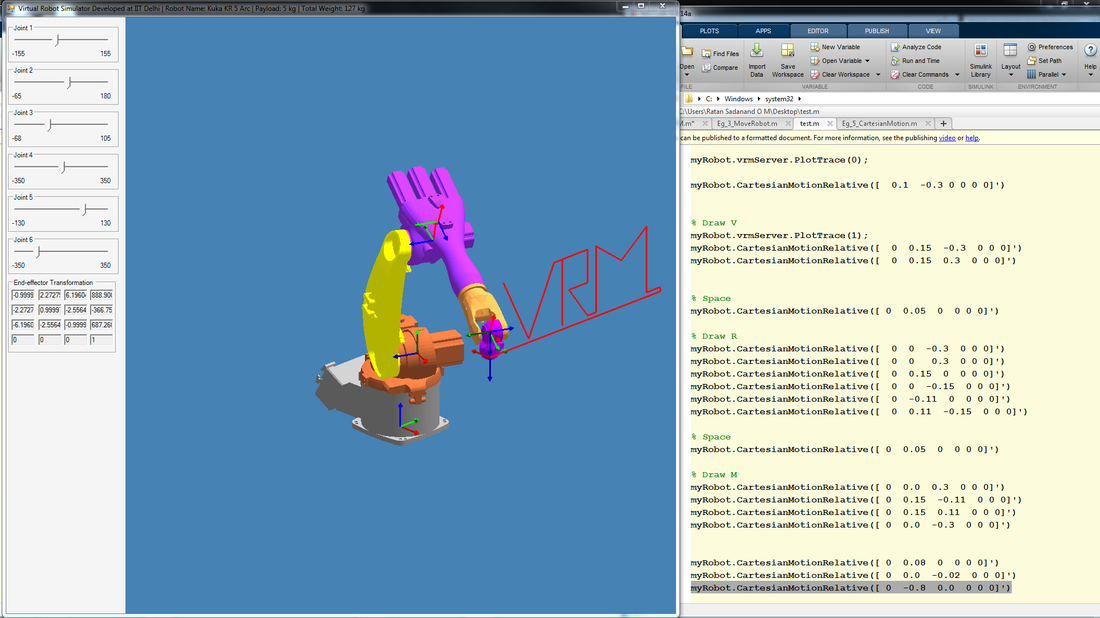 Virtual Robot Simulator Developed at IIT Delhi | Robot Name: Kuka KR 5 Arc | Payload: 5 kg | Total Weight: 127 kg
Joint 1
-155 155
Joint 2
-65 180
Joint 3
-68 105
Joint 4
-350 350
Joint 5
-130 130
Joint 6
-350 350
End-effector Transformation
-0.9999 2.2727 6.1960 888.90
-2.2727 0.9999 -2.5564 -366.75
-6.1960 -2.5564 -0.9999 687.26
0 0 0 1
VRM
14a
PLOTS APPS EDITOR PUBLISH VIEW
Open
Find Files
Compare
Import Data
Save Workspace
New Variable
Open Variable
Clear Workspace
Analyze Code
Run and Time
Clear Commands
Simulink Library
Layout
Preferences
Set Path
Parallel
Help
FILE VARIABLE CODE SIMULINK ENVIRONMENT
C: Windows system32
C:\Users\Ratan Sadanand O M\Desktop\test.m
M.m* Eg_3_MoveRobot.m test.m Eg_5_CartesianMotion.m +
can be published to a formatted document. For more information, see the publishing video or help.
myRobot.vrmServer.PlotTrace(0);
myRobot.CartesianMotionRelative([ 0.1 -0.3 0 0 0 0]')
% Draw V
myRobot.vrmServer.PlotTrace(1);
myRobot.CartesianMotionRelative([ 0 0.15 -0.3 0 0 0]')
myRobot.CartesianMotionRelative([ 0 0.15 0.3 0 0 0]')
% Space
myRobot.CartesianMotionRelative([ 0 0.05 0 0 0 0]')
% Draw R
myRobot.CartesianMotionRelative([ 0 0 -0.3 0 0 0]')
myRobot.CartesianMotionRelative([ 0 0 0.3 0 0 0]')
myRobot.CartesianMotionRelative([ 0 0.15 0 0 0 0]')
myRobot.CartesianMotionRelative([ 0 0 -0.15 0 0 0]')
myRobot.CartesianMotionRelative([ 0 -0.11 0 0 0 0]')
myRobot.CartesianMotionRelative([ 0 0.11 -0.15 0 0 0]')
% Space
myRobot.CartesianMotionRelative([ 0 0.05 0 0 0 0]')
% Draw M
myRobot.CartesianMotionRelative([ 0 0.0 0.3 0 0 0]')
myRobot.CartesianMotionRelative([ 0 0.15 -0.11 0 0 0]')
myRobot.CartesianMotionRelative([ 0 0.15 0.11 0 0 0]')
myRobot.CartesianMotionRelative([ 0 0.0 -0.3 0 0 0]')
myRobot.CartesianMotionRelative([ 0 0.08 0 0 0 0]')
myRobot.CartesianMotionRelative([ 0 0.0 -0.02 0 0 0]')
myRobot.CartesianMotionRelative([ 0 -0.8 0.0 0 0 0]')